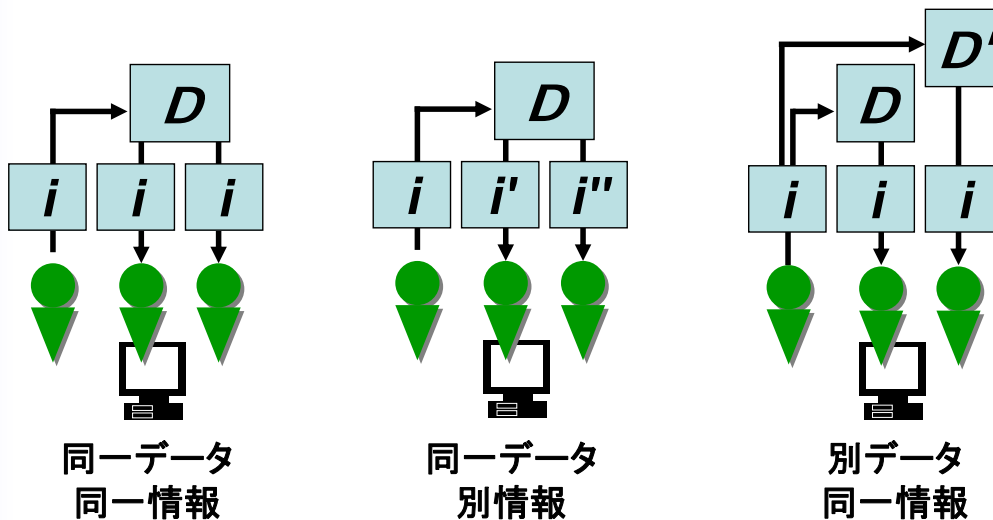 D
i i i
同一データ
同一情報
D
i i' i''
同一データ
別情報
D'
D
i i i
別データ
同一情報